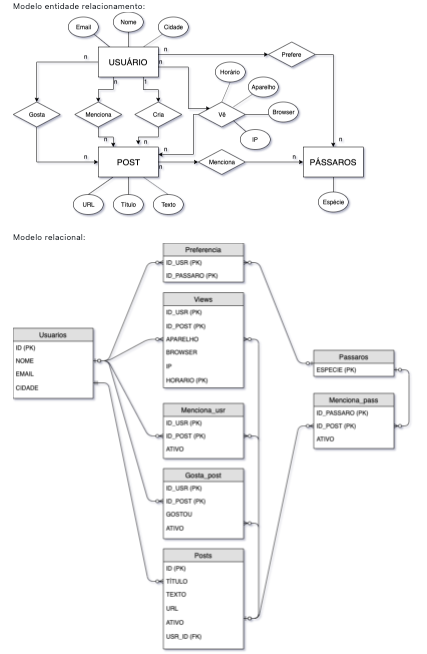 Modelo entidade relacionamento:
Email
Nome
Cidade
USUÁRIO
n.
n.
n.
n.
1.
n.
Prefere
Horário
Aparelho
Browser
IP
Vê
Gosta
Menciona
Cria
n.
n.
n.
n.
n.
n.
n.
n.
POST
Menciona
PÁSSAROS
URL
Título
Texto
Espécie
Modelo relacional:
Preferencia
ID_USR (PK)
ID_PASSARO (PK)
Views
ID_USR (PK)
ID_POST (PK)
APARELHO
BROWSER
IP
HORARIO (PK)
Usuarios
ID (PK)
NOME
EMAIL
CIDADE
Passaros
ESPECIE (PK)
Menciona_pass
ID_PASSARO (PK)
ID_POST (PK)
ATIVO
Menciona_usr
ID_USR (PK)
ID_POST (PK)
ATIVO
Gosta_post
ID_USR (PK)
ID_POST (PK)
GOSTOU
ATIVO
Posts
ID (PK)
TÍTULO
TEXTO
URL
ATIVO
USR_ID (FK)